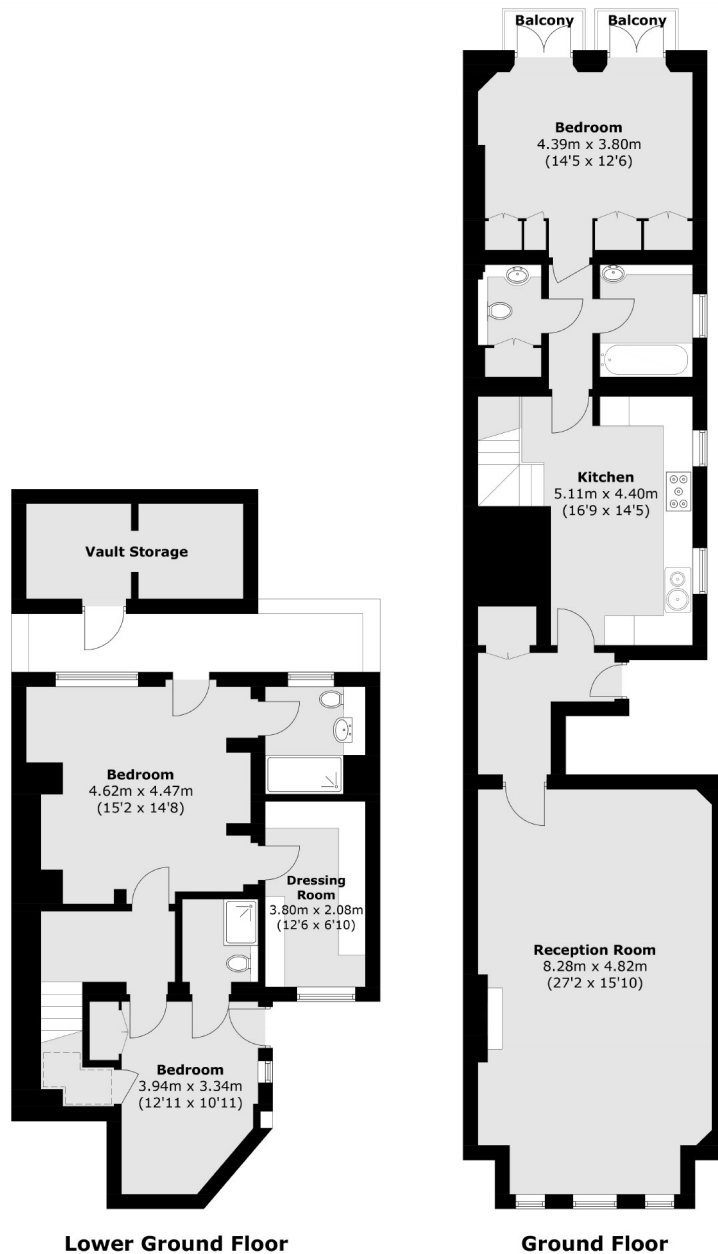 Balcony
Balcony
Bedroom
4.39m x 3.80m
(14'5 x 12'6)
Kitchen
5.11m x 4.40m
(16'9 x 14'5)
Reception Room
8.28m x 4.82m
(27'2 x 15'10)
Ground Floor
Vault Storage
Bedroom
4.62m x 4.47m
(15'2 x 14'8)
Dressing
Room
3.80m x 2.08m
(12'6 x 6'10)
Bedroom
3.94m x 3.34m
(12'11 x 10'11)
Lower Ground Floor